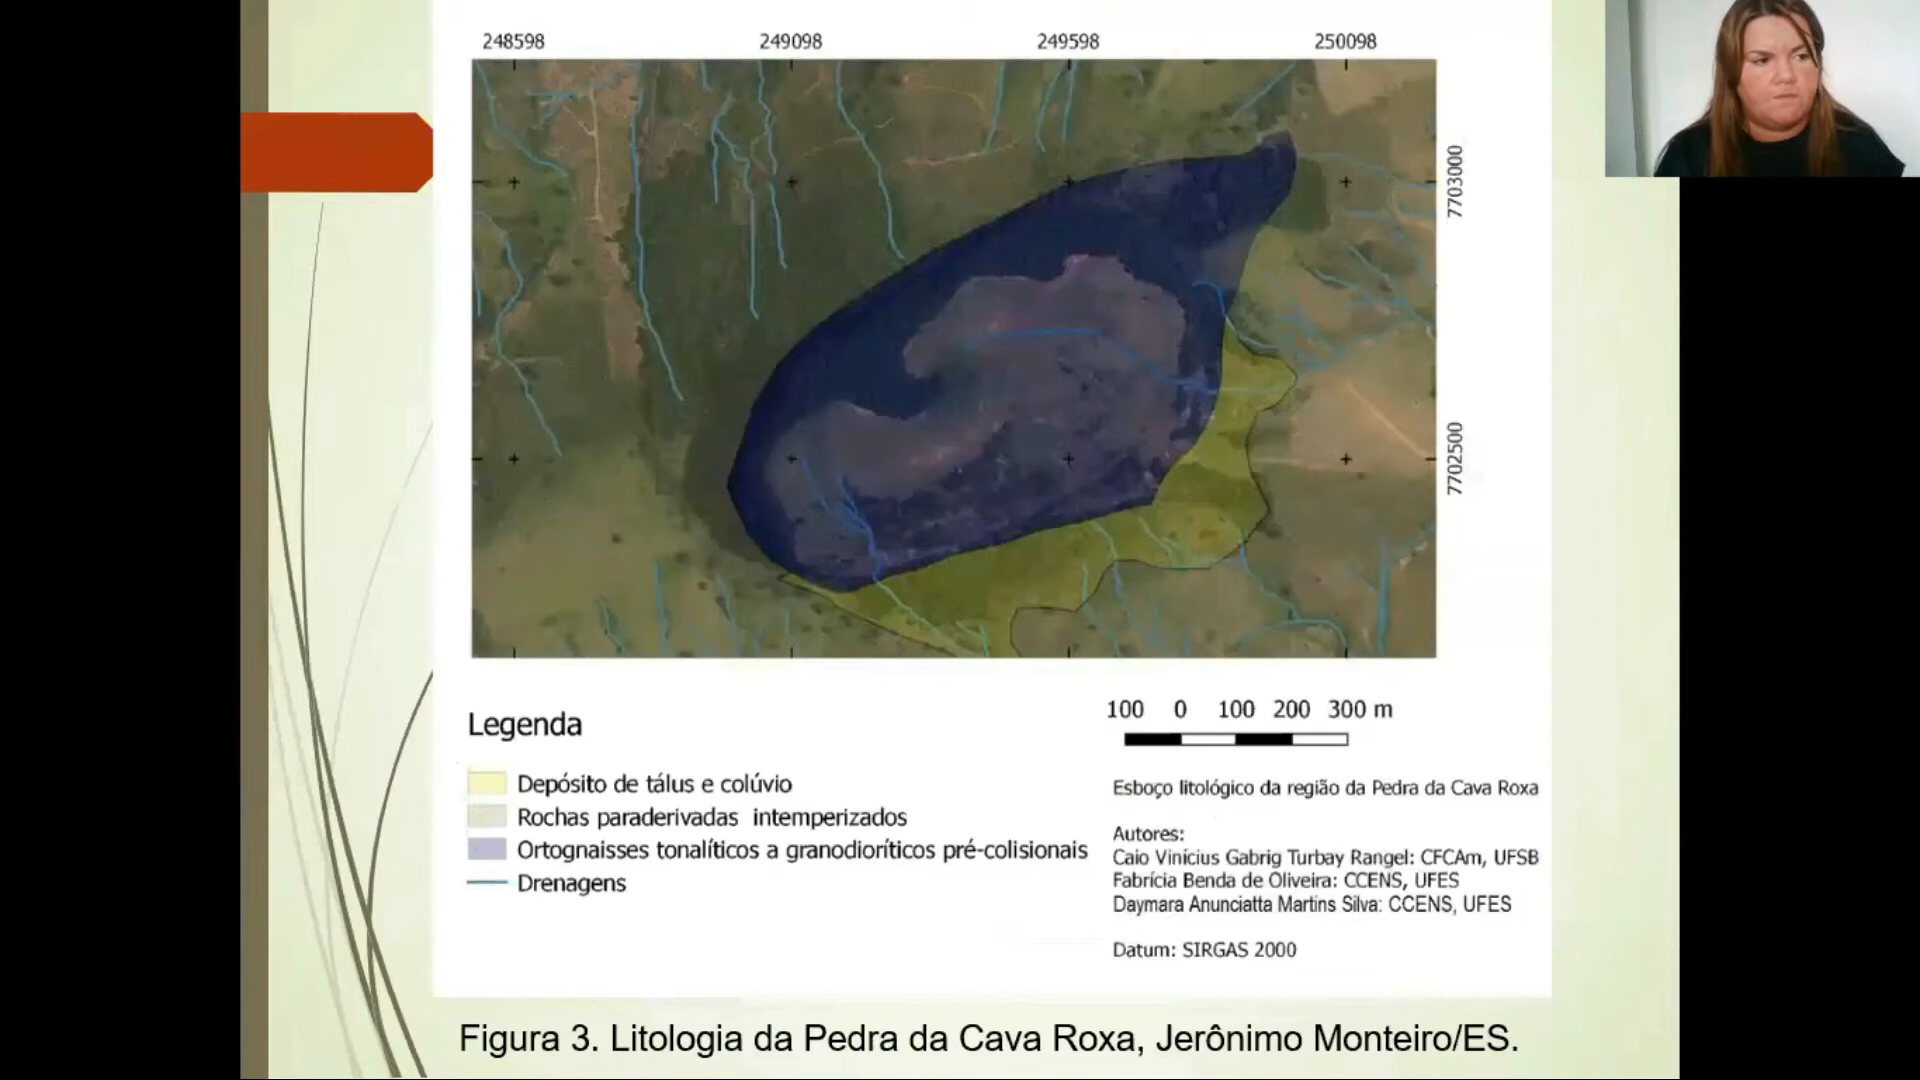 248598 249098 249598 250098
7703000
7702500
Legenda
Depósito de tálus e colúvio
Rochas paraderivadas intemperizados
Ortognaisses tonalíticos a granodioríticos pré-colisionais
Drenagens
100 0 100 200 300 m
Esboço litológico da região da Pedra da Cava Roxa
Autores:
Caio Vinícius Gabrig Turbay Rangel: CFCAm, UFSB
Fabrícia Benda de Oliveira: CCENS, UFES
Daymara Anunciatta Martins Silva: CCENS, UFES
Datum: SIRGAS 2000
Figura 3. Litologia da Pedra da Cava Roxa, Jerônimo Monteiro/ES.